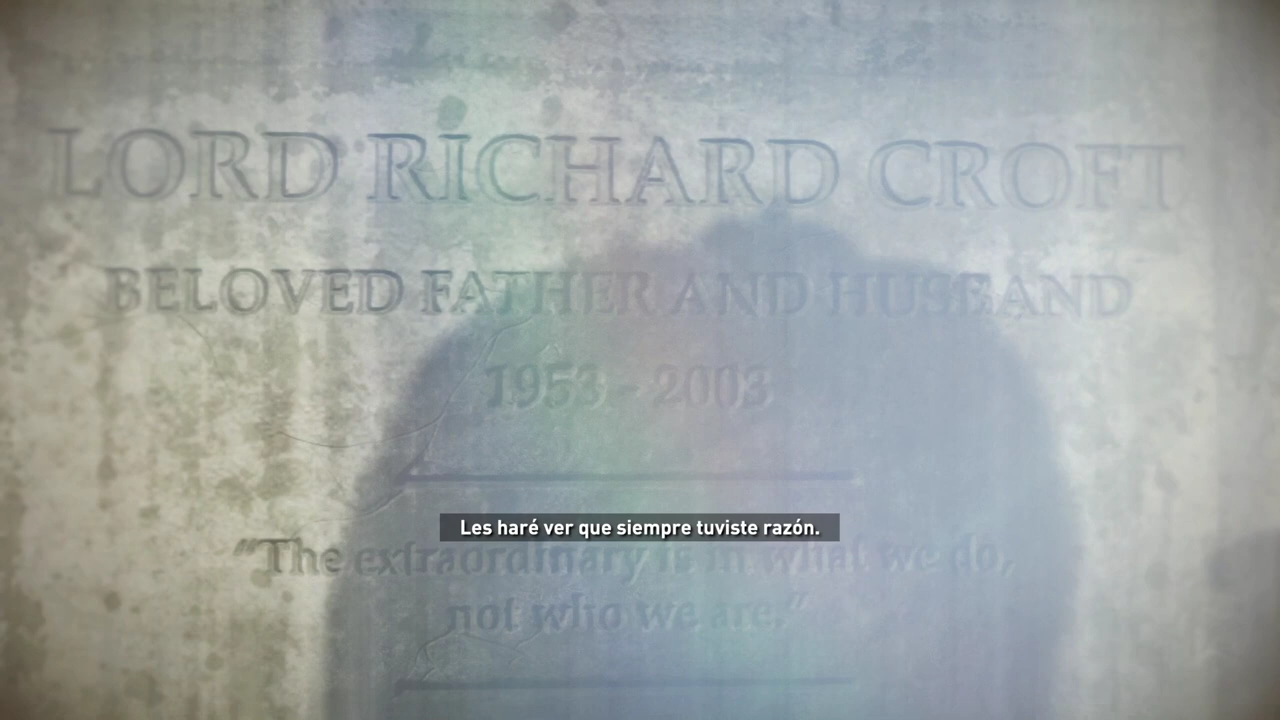 LORD RICHARD CROFT
BELOVED FATHER AND HUSBAND
1953 - 2003
Les haré ver que siempre tuviste razón.
"The extraordinary is in what we do,
not who we are."